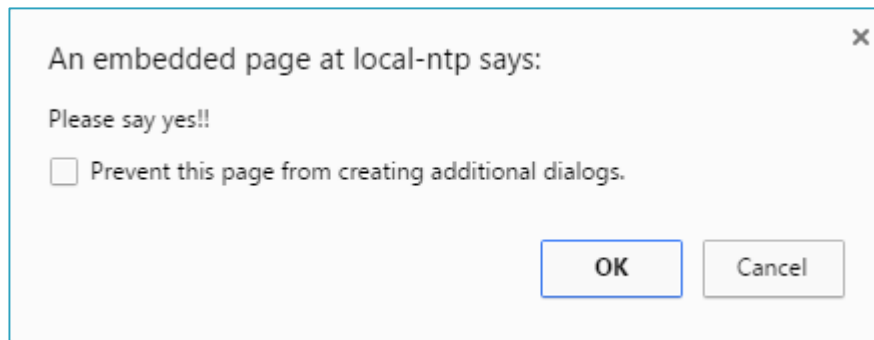 An embedded page at local-ntp says:
Please say yes!!
Prevent this page from creating additional dialogs.
OK Cancel